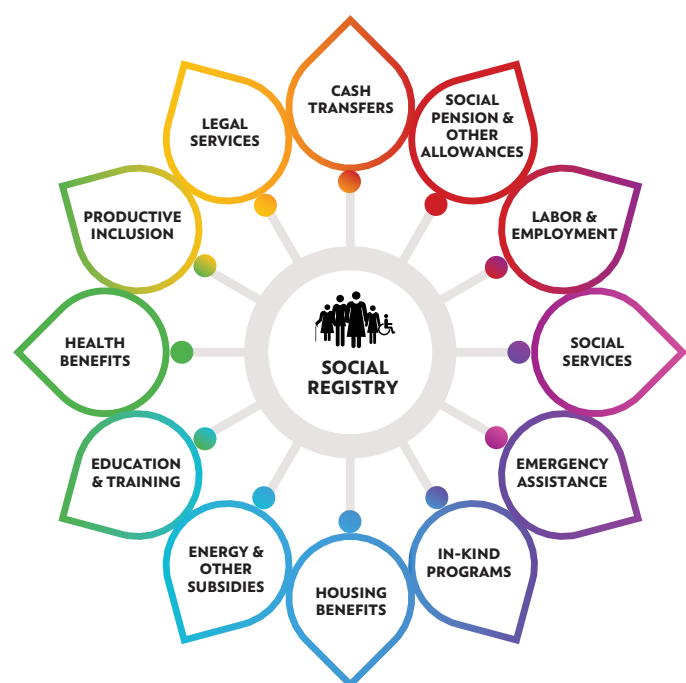 CASH
TRANSFERS
SOCIAL
PENSION &
OTHER
ALLOWANCES
LABOR &
EMPLOYMENT
SOCIAL
SERVICES
EMERGENCY
ASSISTANCE
IN-KIND
PROGRAMS
HOUSING
BENEFITS
ENERGY &
OTHER
SUBSIDIES
EDUCATION
& TRAINING
HEALTH
BENEFITS
PRODUCTIVE
INCLUSION
LEGAL
SERVICES
SOCIAL
REGISTRY